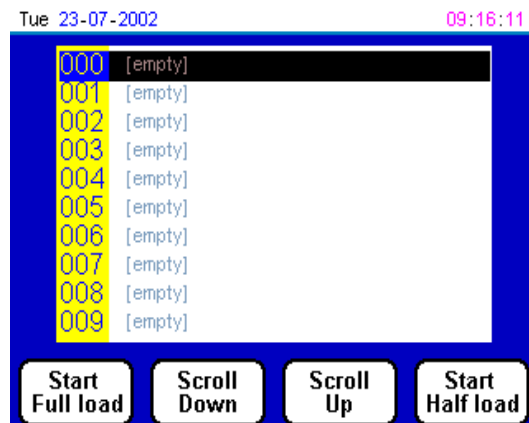 Tue 23-07-2002 09:16:11
000 [empty]
001 [empty]
002 [empty]
003 [empty]
004 [empty]
005 [empty]
006 [empty]
007 [empty]
008 [empty]
009 [empty]
Start Scroll Scroll Start
Full load Down Up Half load